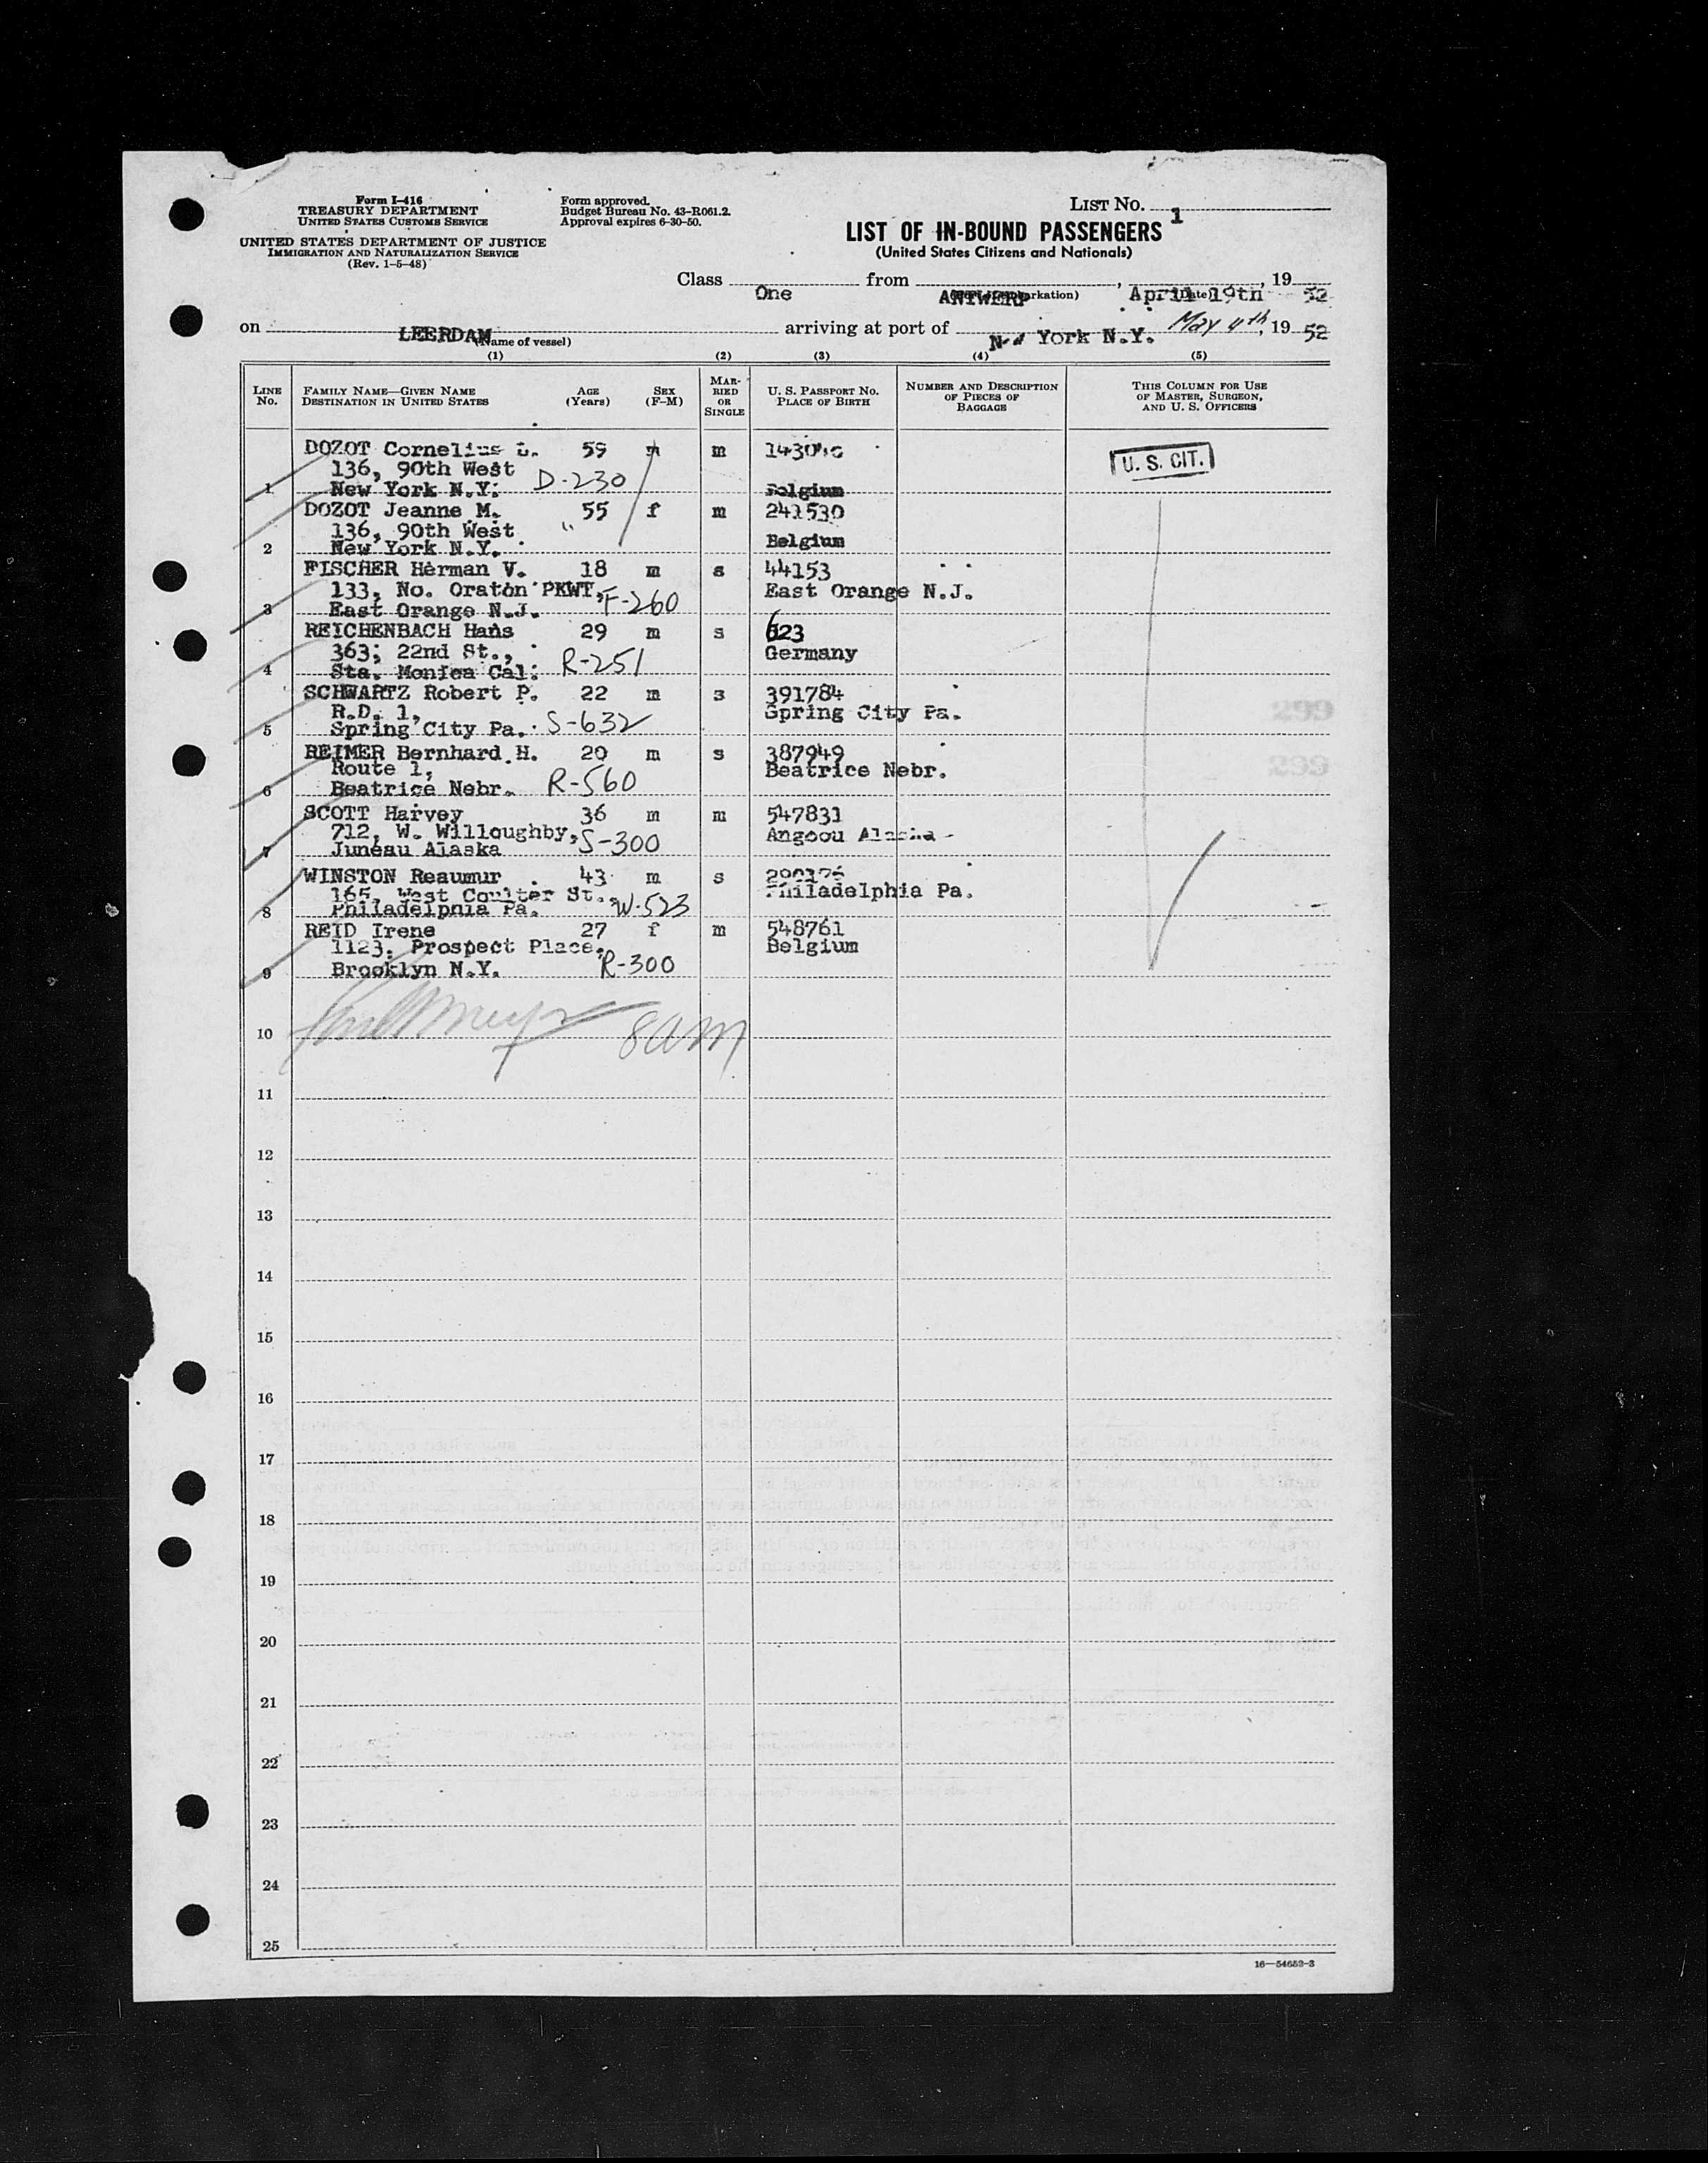 Form I-416
TREASURY DEPARTMENT
UNITED STATES CUSTOMS SERVICE
UNITED STATES DEPARTMENT OF JUSTICE
IMMIGRATION AND NATURALIZATION SERVICE
(Rev. 1-5-48)
Form approved.
Budget Bureau No. 43-R061.2.
Approval expires 6-30-50.
LIST No. 1
LIST OF IN-BOUND PASSENGERS
(United States Citizens and Nationals)
Class One from ANTWERP, April 19th, 19 52
on LEERDAM arriving at port of New York N.Y. May 4th, 19 52
(Name of vessel)
(1) (2) (3) (4) (5)
LINE No. FAMILY NAME—GIVEN NAME DESTINATION IN UNITED STATES AGE (Years) SEX (F-M) MARRIED OR SINGLE U. S. PASSPORT NO. PLACE OF BIRTH NUMBER AND DESCRIPTION OF PIECES OF BAGGAGE THIS COLUMN FOR USE OF MASTER, SURGEON, AND U. S. OFFICERS
DOZOT Cornelius 59 m m U. S. CIT.
136, 90th West
1 New York N.Y. D-230 Belgium
DOZOT Jeanne M. 55 f m 241530
136, 90th West "
2 New York N.Y. Belgium
FISCHER Herman V. 18 m s 44153
133, No. Oraton PKWT, East Orange N.J.
3 East Orange N.J. F-260
REICHENBACH Hans 29 m s 623
363, 22nd St., Germany
4 Sta. Monica Cal. R-251
SCHWARTZ Robert P. 22 m s 391784
R.D. 1, Spring City Pa.
5 Spring City Pa. S-632
REIMER Bernhard H. 20 m s 387949
Route 1, Beatrice Nebr.
6 Beatrice Nebr. R-560
SCOTT Harvey 36 m m 547831
712, W. Willoughby, Angoou Alaska
7 Juneau Alaska S-300
WINSTON Reaumur 43 m s
165, West Coulter St., Philadelphia Pa.
8 Philadelphia Pa. W-523
REID Irene 27 f m 548761
1123, Prospect Place, Belgium
9 Brooklyn N.Y. R-300
10
11
12
13
14
15
16
17
18
19
20
21
22
23
24
25
16—54652-2